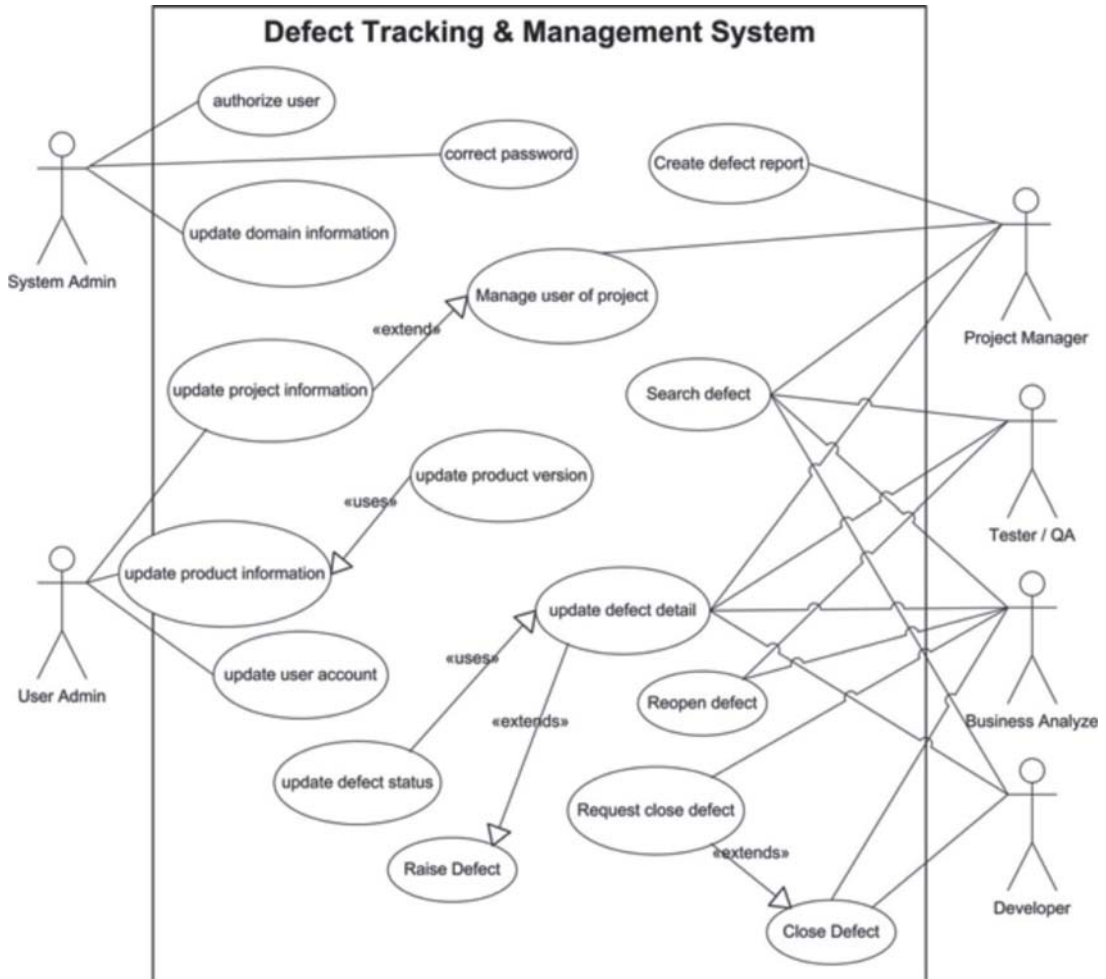 Defect Tracking & Management System
authorize user
correct password
Create defect report
update domain information
System Admin
Manage user of project
«extend»
Project Manager
update project information
Search defect
update product version
«uses»
Tester / QA
update product information
update defect detail
«uses»
update user account
User Admin
Reopen defect
«extends»
Business Analyze
update defect status
Request close defect
«extends»
Raise Defect
Developer
Close Defect